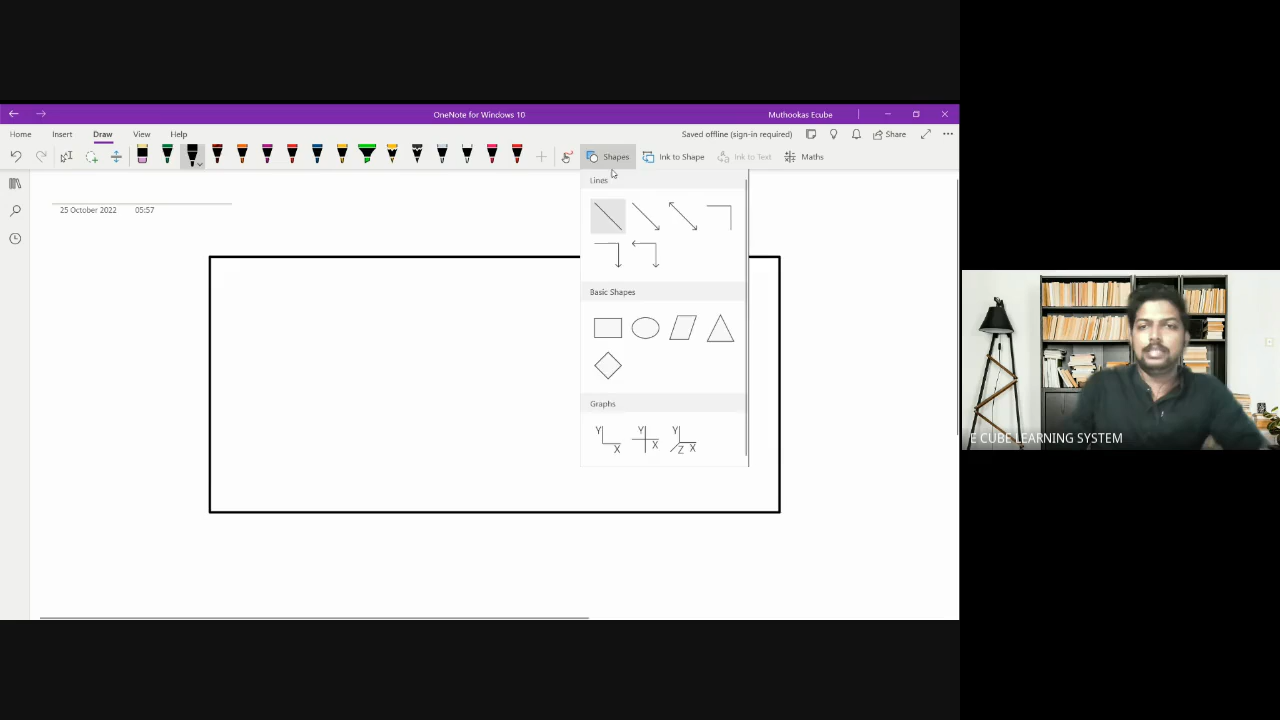 OneNote for Windows 10
Muthookas Ecube
Home Insert Draw View Help
Saved offline (sign-in required)
Share
Shapes
Ink to Shape
Ink to Text
Maths
Lines
25 October 2022 05:57
Basic Shapes
Graphs
Y X
Y X
Y Z X
E CUBE LEARNING SYSTEM